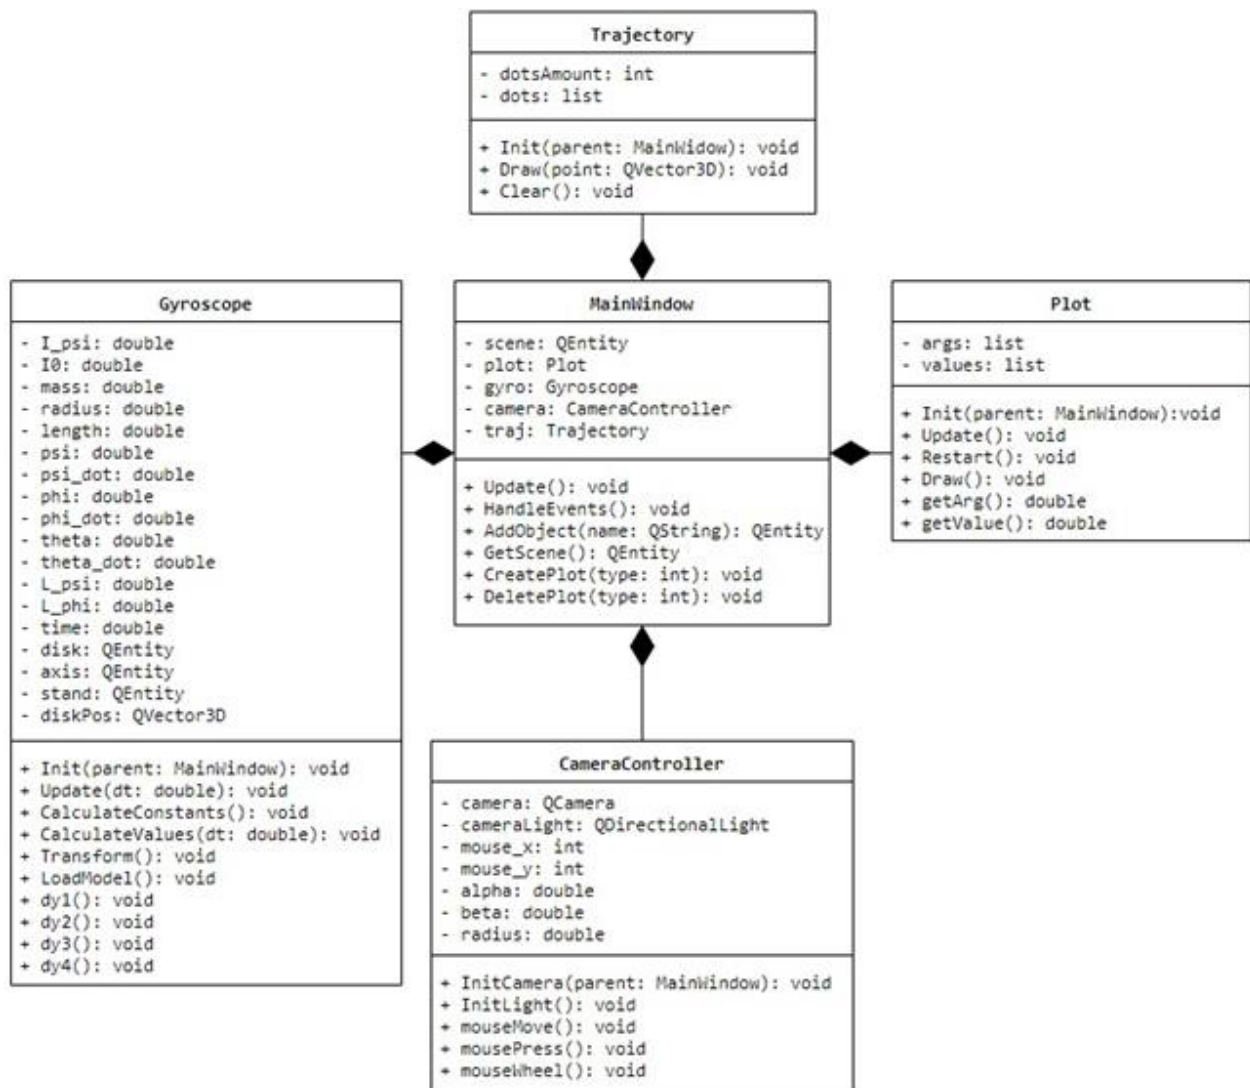 Trajectory
- dotsAmount: int
- dots: list
+ Init(parent: MainWidow): void
+ Draw(point: QVector3D): void
+ Clear(): void
Gyroscope
- I_psi: double
- I0: double
- mass: double
- radius: double
- length: double
- psi: double
- psi_dot: double
- phi: double
- phi_dot: double
- theta: double
- theta_dot: double
- L_psi: double
- L_phi: double
- time: double
- disk: QEntity
- axis: QEntity
- stand: QEntity
- diskPos: QVector3D
+ Init(parent: MainWindow): void
+ Update(dt: double): void
+ CalculateConstants(): void
+ CalculateValues(dt: double): void
+ Transform(): void
+ LoadModel(): void
+ dy1(): void
+ dy2(): void
+ dy3(): void
+ dy4(): void
MainWindow
- scene: QEntity
- plot: Plot
- gyro: Gyroscope
- camera: CameraController
- traj: Trajectory
+ Update(): void
+ HandleEvents(): void
+ AddObject(name: QString): QEntity
+ GetScene(): QEntity
+ CreatePlot(type: int): void
+ DeletePlot(type: int): void
Plot
- args: list
- values: list
+ Init(parent: MainWindow):void
+ Update(): void
+ Restart(): void
+ Draw(): void
+ getArg(): double
+ getValue(): double
CameraController
- camera: QCamera
- cameraLight: QDirectionalLight
- mouse_x: int
- mouse_y: int
- alpha: double
- beta: double
- radius: double
+ InitCamera(parent: MainWindow): void
+ InitLight(): void
+ mouseMove(): void
+ mousePress(): void
+ mouseWheel(): void